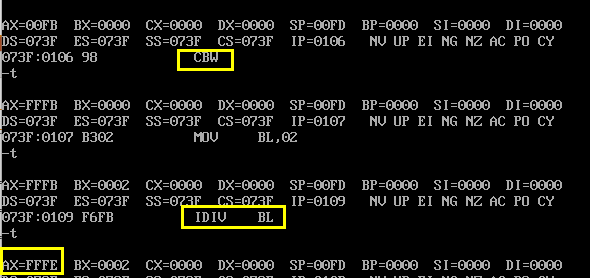 AX=00FB BX=0000 CX=0000 DX=0000 SP=00FD BP=0000 SI=0000 DI=0000
DS=073F ES=073F SS=073F CS=073F IP=0106 NV UP EI NG NZ AC PO CY
073F:0106 98 CBW
-t
AX=FFFB BX=0000 CX=0000 DX=0000 SP=00FD BP=0000 SI=0000 DI=0000
DS=073F ES=073F SS=073F CS=073F IP=0107 NV UP EI NG NZ AC PO CY
073F:0107 B302 MOV BL,02
-t
AX=FFFB BX=0002 CX=0000 DX=0000 SP=00FD BP=0000 SI=0000 DI=0000
DS=073F ES=073F SS=073F CS=073F IP=0109 NV UP EI NG NZ AC PO CY
073F:0109 F6FB IDIV BL
-t
AX=FFFE BX=0002 CX=0000 DX=0000 SP=00FD BP=0000 SI=0000 DI=0000